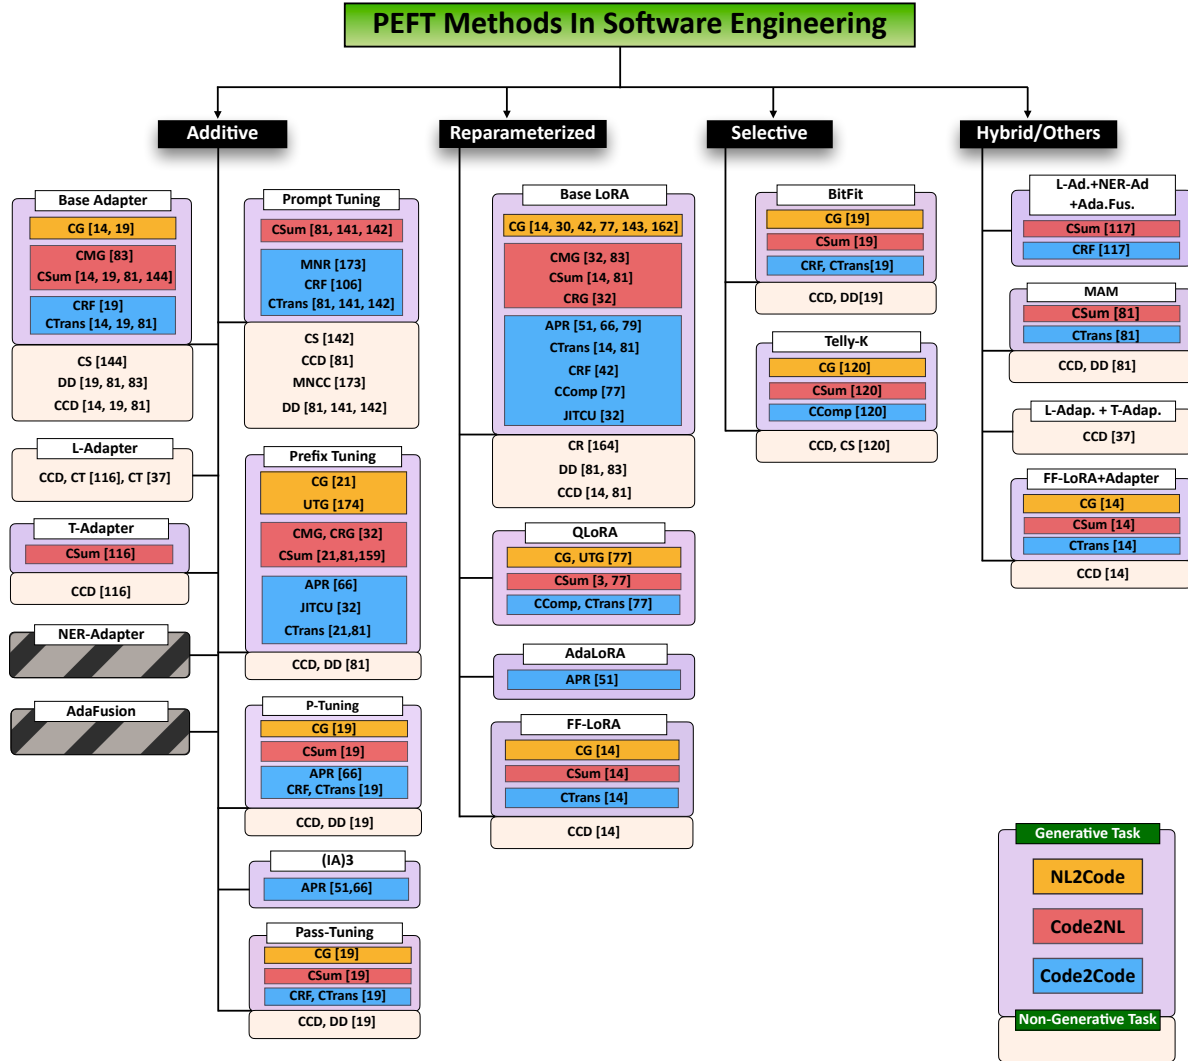 PEFT Methods In Software Engineering
Additive
Reparameterized
Selective
Hybrid/Others
Base Adapter
CG [14, 19]
CMG [83]
CSum [14, 19, 81, 144]
CRF [19]
CTrans [14, 19, 81]
CS [144]
DD [19, 81, 83]
CCD [14, 19, 81]
L-Adapter
CCD, CT [116], CT [37]
T-Adapter
CSum [116]
CCD [116]
NER-Adapter
AdaFusion
Prompt Tuning
CSum [81, 141, 142]
MNR [173]
CRF [106]
CTrans [81, 141, 142]
CS [142]
CCD [81]
MNCC [173]
DD [81, 141, 142]
Prefix Tuning
CG [21]
UTG [174]
CMG, CRG [32]
CSum [21,81,159]
APR [66]
JITCU [32]
CTrans [21,81]
CCD, DD [81]
P-Tuning
CG [19]
CSum [19]
APR [66]
CRF, CTrans [19]
CCD, DD [19]
(IA)3
APR [51,66]
Pass-Tuning
CG [19]
CSum [19]
CRF, CTrans [19]
CCD, DD [19]
Base LoRA
CG [14, 30, 42, 77, 143, 162]
CMG [32, 83]
CSum [14, 81]
CRG [32]
APR [51, 66, 79]
CTrans [14, 81]
CRF [42]
CComp [77]
JITCU [32]
CR [164]
DD [81, 83]
CCD [14, 81]
QLoRA
CG, UTG [77]
CSum [3, 77]
CComp, CTrans [77]
AdaLoRA
APR [51]
FF-LoRA
CG [14]
CSum [14]
CTrans [14]
CCD [14]
BitFit
CG [19]
CSum [19]
CRF, CTrans[19]
CCD, DD[19]
Telly-K
CG [120]
CSum [120]
CComp [120]
CCD, CS [120]
L-Ad.+NER-Ad
+Ada.Fus.
CSum [117]
CRF [117]
MAM
CSum [81]
CTrans [81]
CCD, DD [81]
L-Adap. + T-Adap.
CCD [37]
FF-LoRA+Adapter
CG [14]
CSum [14]
CTrans [14]
CCD [14]
Generative Task
NL2Code
Code2NL
Code2Code
Non-Generative Task